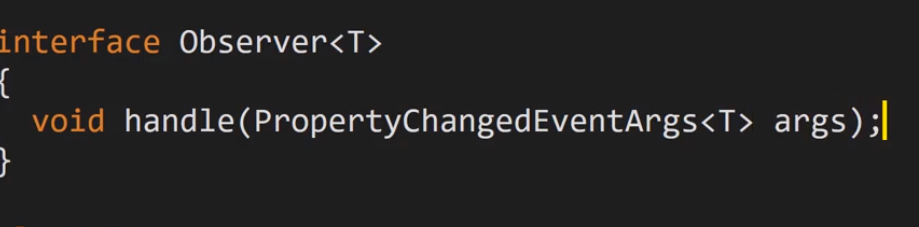 interface Observer<T>
{
  void handle(PropertyChangedEventArgs<T> args);
}